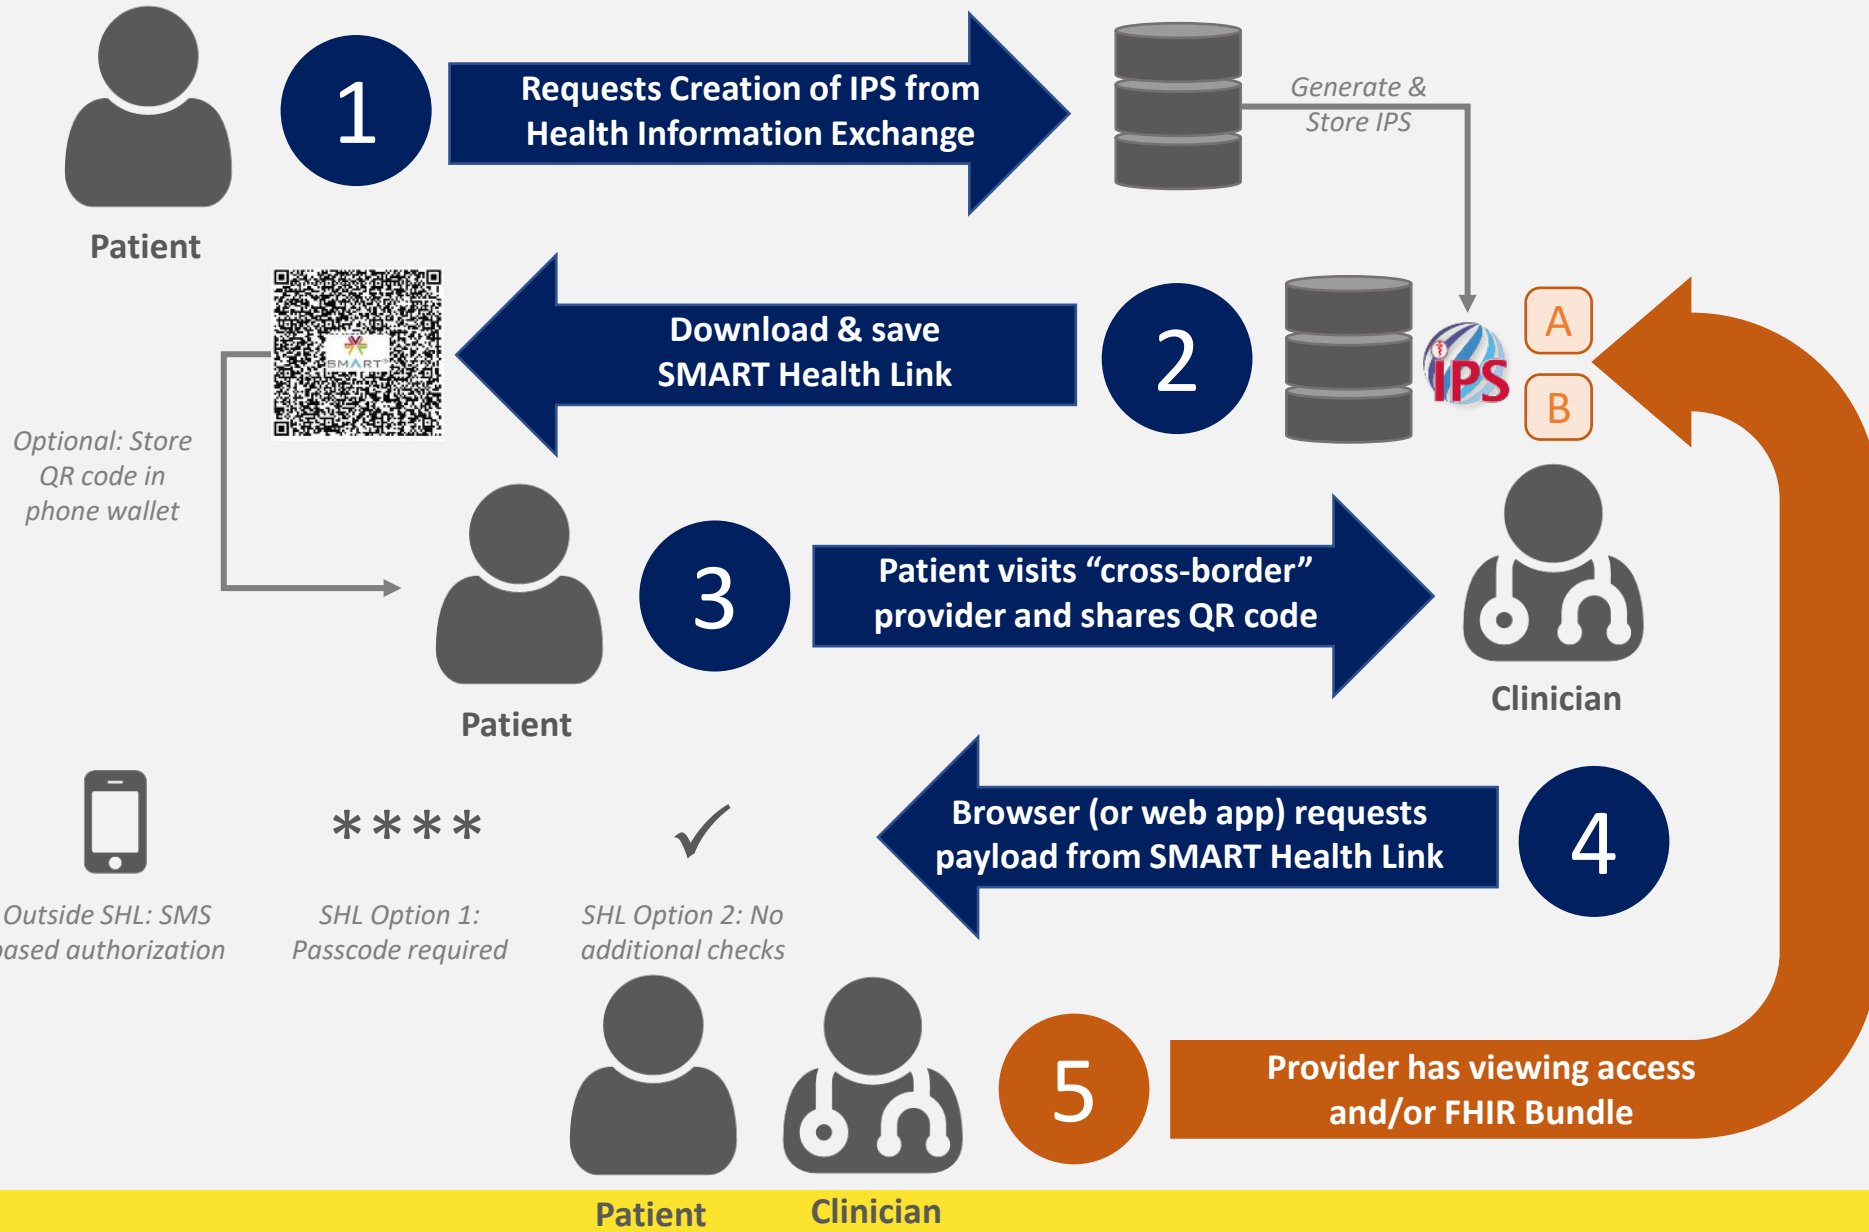 1
Requests Creation of IPS from
Health Information Exchange
Generate &
Store IPS
Patient
SMART
Download & save
SMART Health Link
2
IPS
A
B
Optional: Store
QR code in
phone wallet
3
Patient visits “cross-border”
provider and shares QR code
Patient
Clinician
****
Browser (or web app) requests
payload from SMART Health Link
4
Outside SHL: SMS
based authorization
SHL Option 1:
Passcode required
SHL Option 2: No
additional checks
5
Provider has viewing access
and/or FHIR Bundle
Patient
Clinician